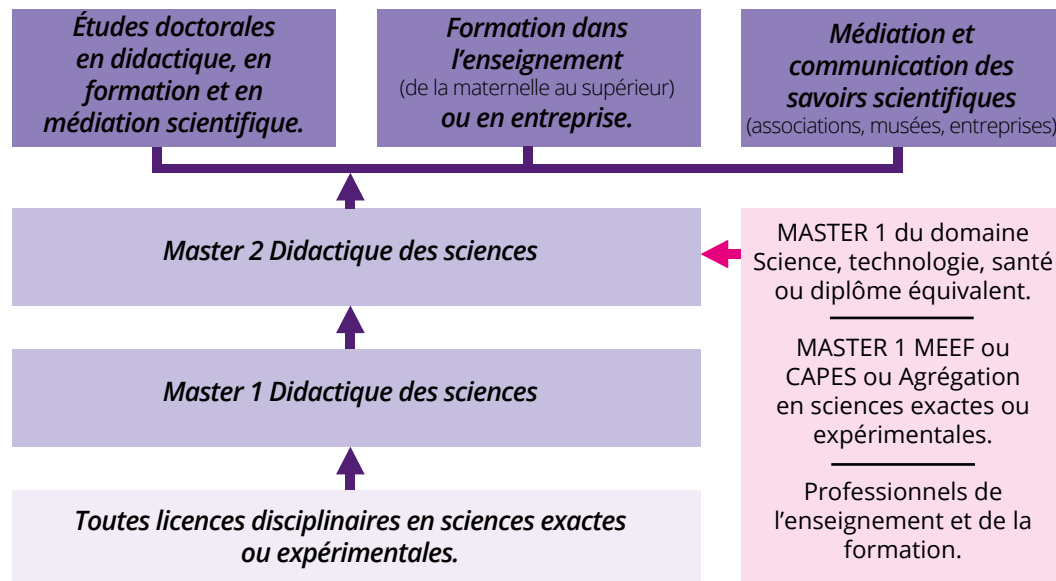 Études doctorales
en didactique, en
formation et en
médiation scientifique.
Formation dans
l'enseignement
(de la maternelle au supérieur)
ou en entreprise.
Médiation et
communication des
savoirs scientifiques
(associations, musées, entreprises)
Master 2 Didactique des sciences
MASTER 1 du domaine
Science, technologie, santé
ou diplôme équivalent.
MASTER 1 MEEF ou
CAPES ou Agrégation
en sciences exactes ou
expérimentales.
Professionnels de
l'enseignement et de la
formation.
Master 1 Didactique des sciences
Toutes licences disciplinaires en sciences exactes
ou expérimentales.